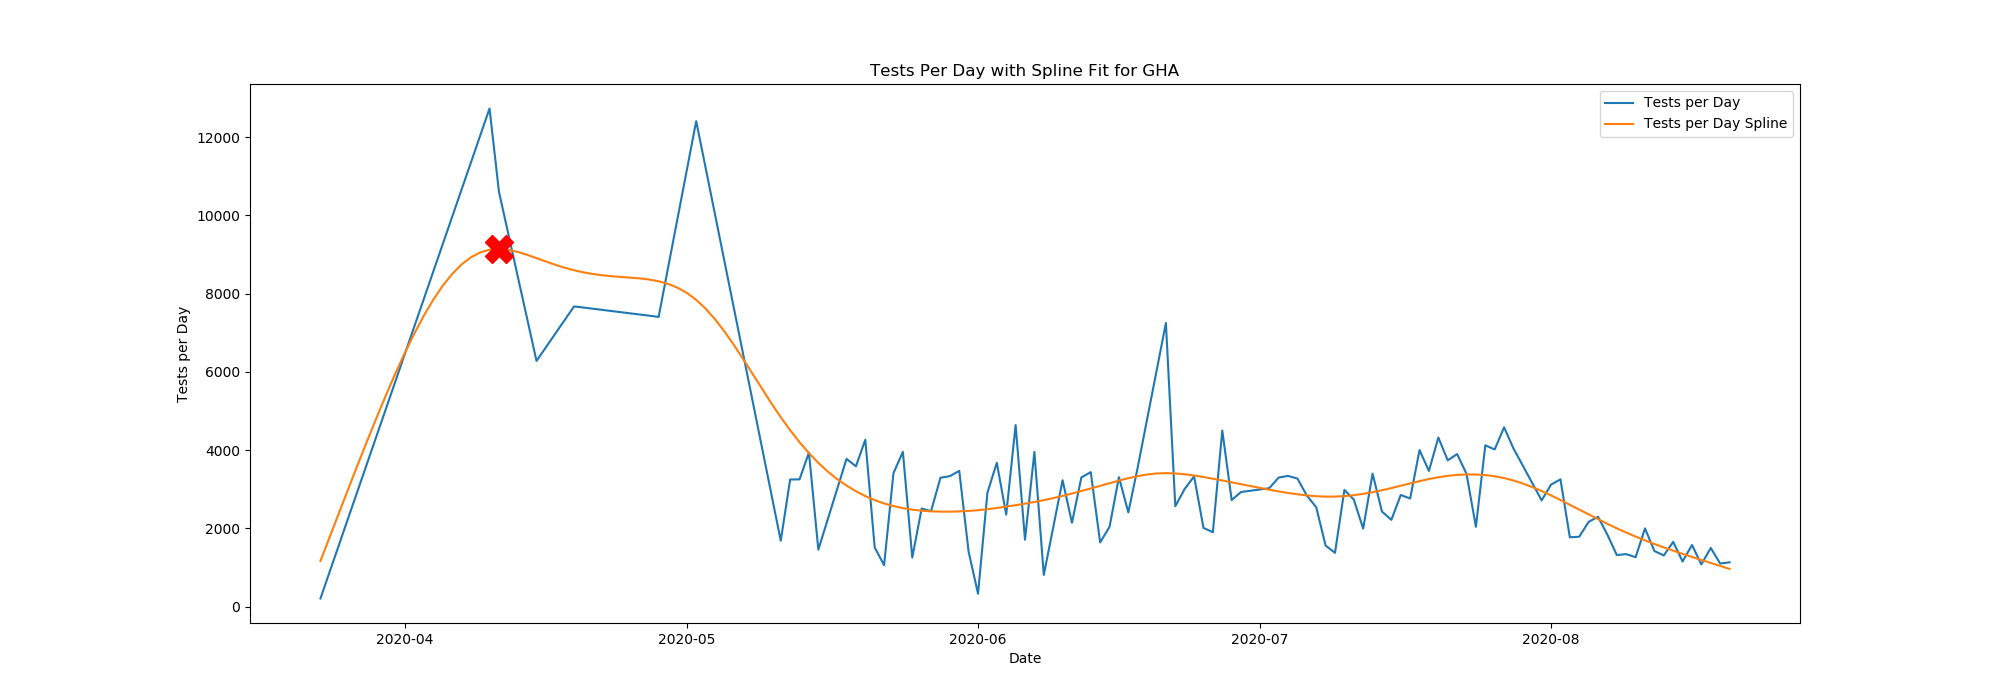 Tests Per Day with Spline Fit for GHA
Tests per Day
Tests per Day Spline
12000
10000
8000
6000
4000
2000
0
Tests per Day
2020-04
2020-05
2020-06
2020-07
2020-08
Date